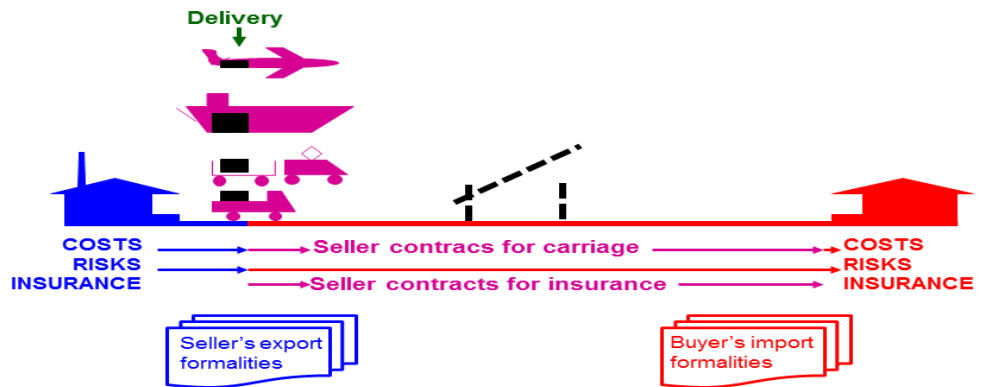 Delivery
COSTS Seller contracs for carriage COSTS
RISKS RISKS
INSURANCE Seller contracts for insurance INSURANCE
Seller's export
formalities
Buyer's import
formalities